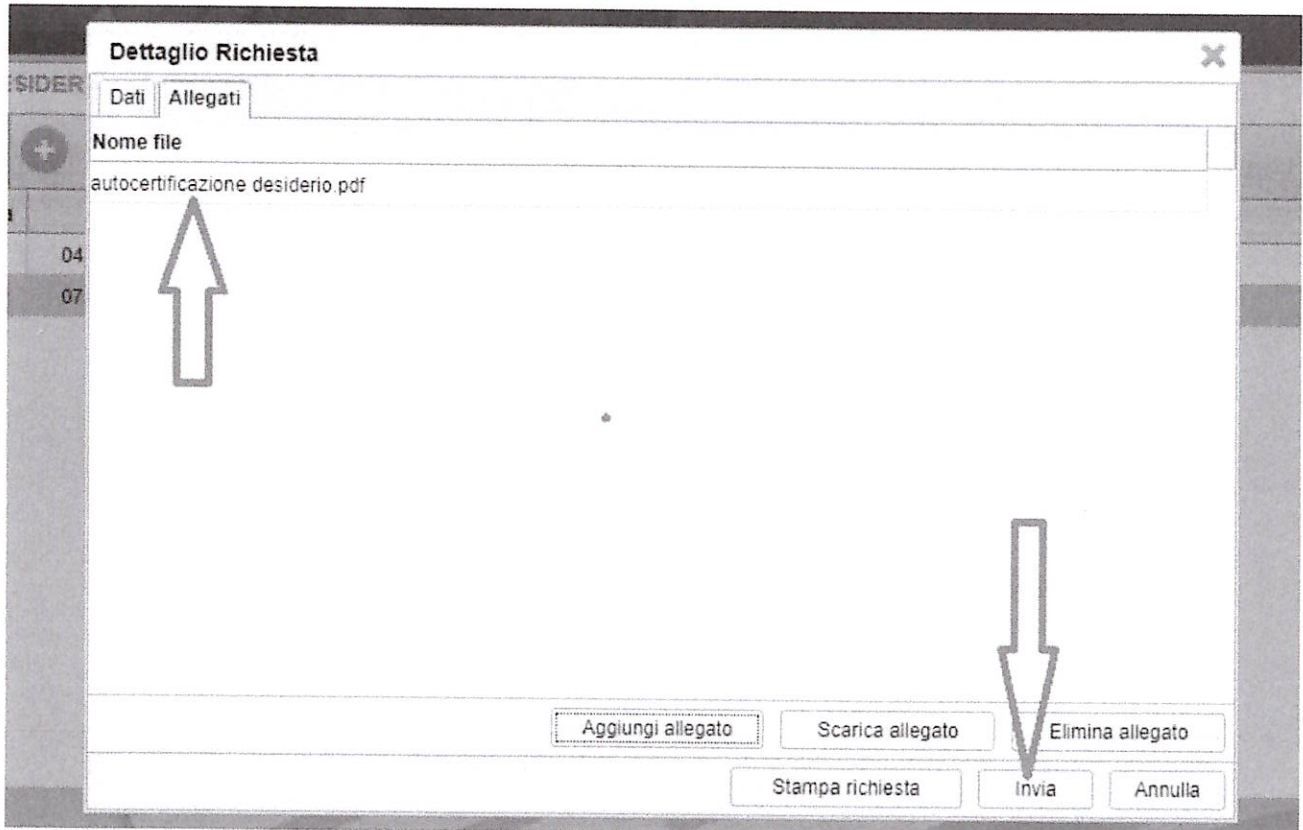 Dettaglio Richiesta
ESIDER
Dati Allegati
Nome file
autocertificazione desiderio.pdf
04
07
Aggiungi allegato Scarica allegato Elimina allegato
Stampa richiesta Invia Annulla